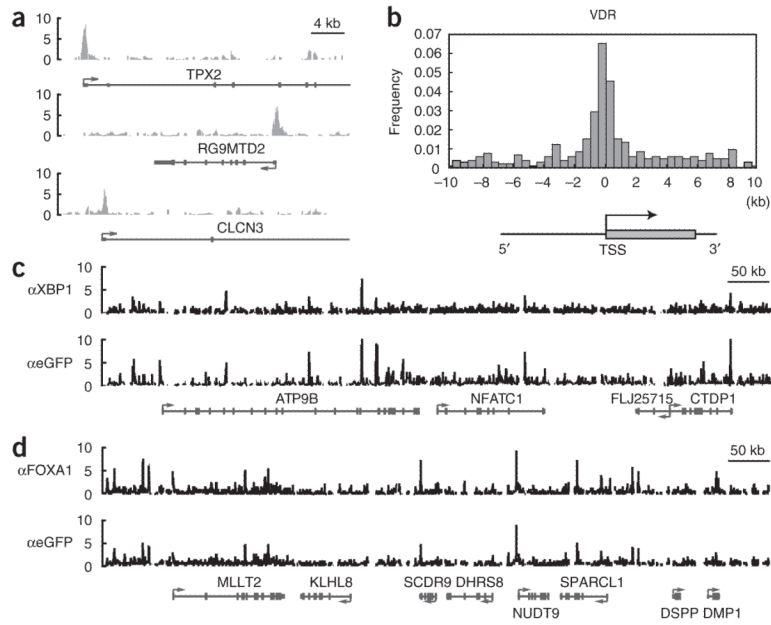 a
4 kb
10
5
0
TPX2
10
5
0
RG9MTD2
10
5
0
CLCN3
b
VDR
Frequency
0.07
0.06
0.05
0.04
0.03
0.02
0.01
0
–10 –8 –6 –4 –2 0 2 4 6 8 10
(kb)
5′ TSS 3′
c
50 kb
αXBP1
10
5
0
αeGFP
10
5
0
ATP9B NFATC1 FLJ25715 CTDP1
d
50 kb
αFOXA1
10
5
0
αeGFP
10
5
0
MLLT2 KLHL8 SCDR9 DHRS8 SPARCL1
NUDT9 DSPP DMP1